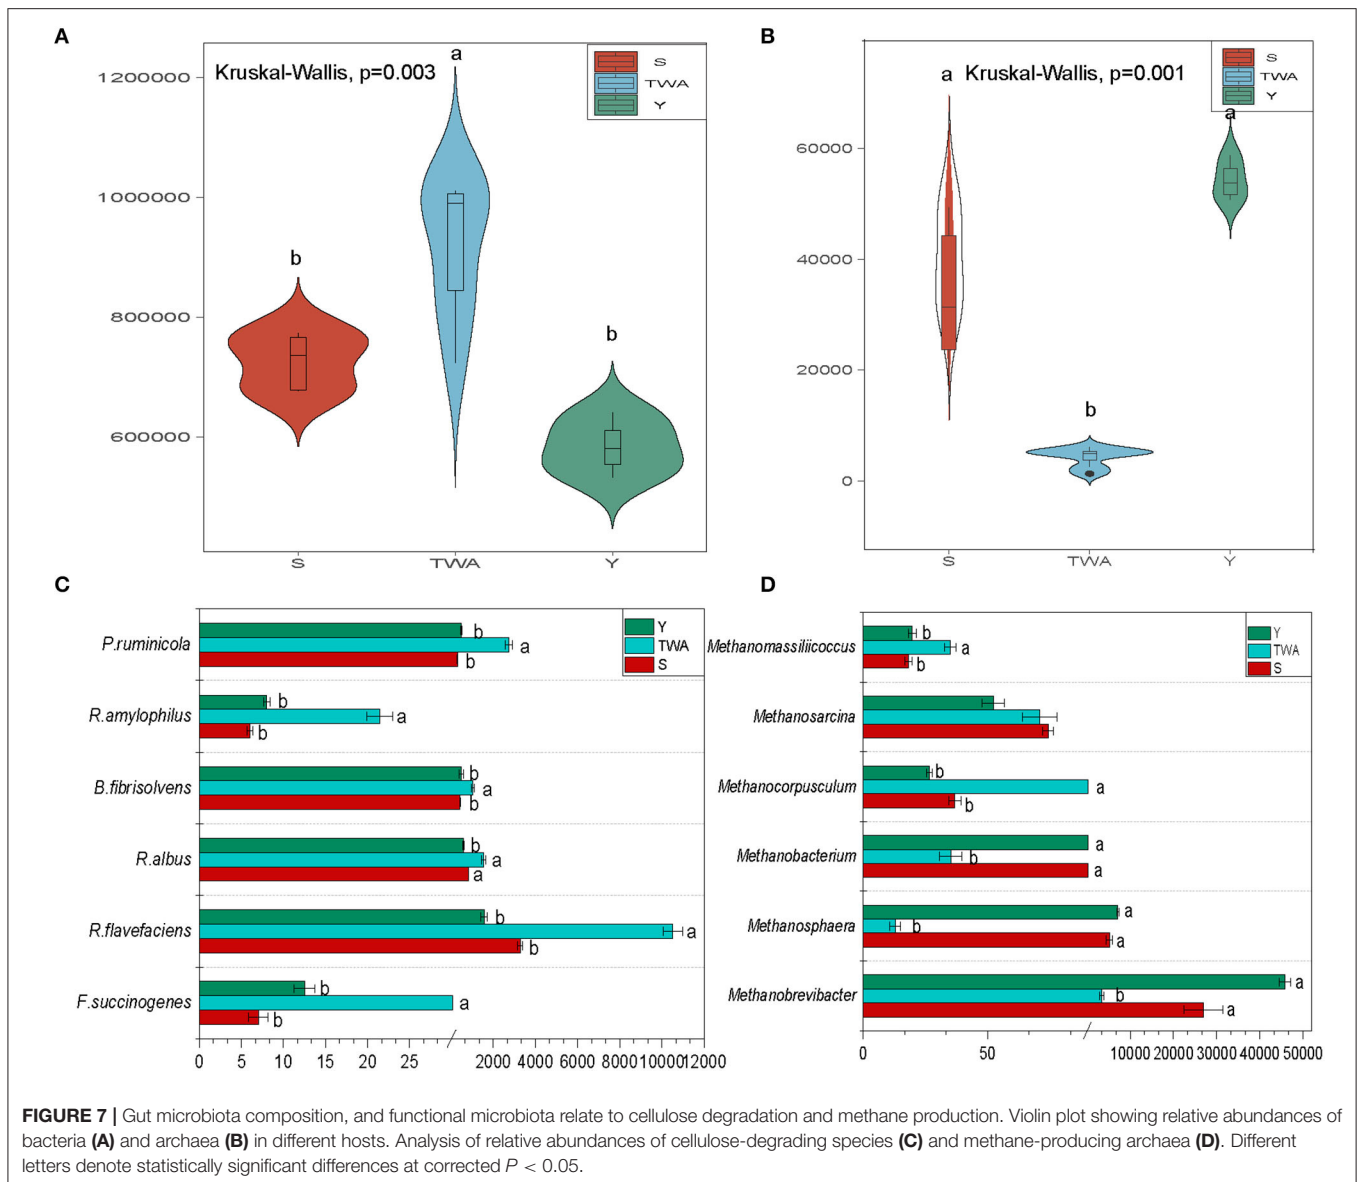 A
Kruskal-Wallis, p=0.003
S
TWA
Y
b
a
b
1200000
1000000
800000
600000
S
TWA
Y
B
Kruskal-Wallis, p=0.001
S
TWA
Y
a
b
a
60000
40000
20000
0
S
TWA
Y
C
Y
TWA
S
P.ruminicola
b
a
b
R.amylophilus
b
a
b
B.fibrisolvens
b
a
b
R.albus
b
a
a
R.flavefaciens
b
a
b
F.succinogenes
b
a
b
0 5 10 15 20 25 2000 4000 6000 8000 10000 12000
D
Y
TWA
S
Methanomassiliicoccus
b
a
b
Methanosarcina
Methanocorpusculum
b
a
b
Methanobacterium
a
b
a
Methanosphaera
a
b
a
Methanobrevibacter
a
b
a
0 50 10000 20000 30000 40000 50000
FIGURE 7 | Gut microbiota composition, and functional microbiota relate to cellulose degradation and methane production. Violin plot showing relative abundances of
bacteria (A) and archaea (B) in different hosts. Analysis of relative abundances of cellulose-degrading species (C) and methane-producing archaea (D). Different
letters denote statistically significant differences at corrected P < 0.05.